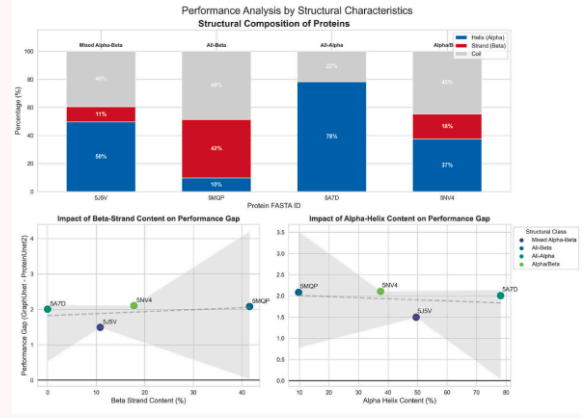 Performance Analysis by Structural Characteristics
Structural Composition of Proteins
Mixed Alpha-Beta All-Beta All-Alpha Alpha/B
Helix (Alpha)
Strand (Beta)
Coil
Percentage (%)
100
80
60
40
20
0
40% 49% 22% 45%
11% 42% 18%
50% 10% 78% 37%
5J5V 5MQP 5A7D 5NV4
Protein FASTA ID
Impact of Beta-Strand Content on Performance Gap
Performance Gap (GraphUnet - ProteinUnet2)
4
3
2
1
0
5A7D
5J5V
5NV4
5MQP
0 10 20 30 40
Beta Strand Content (%)
Impact of Alpha-Helix Content on Performance Gap
3.5
3.0
2.5
2.0
1.5
1.0
0.5
0.0
5MQP
5NV4
5J5V
5A7D
10 20 30 40 50 60 70 80
Alpha Helix Content (%)
Structural Class
Mixed Alpha-Beta
All-Beta
All-Alpha
Alpha/Beta